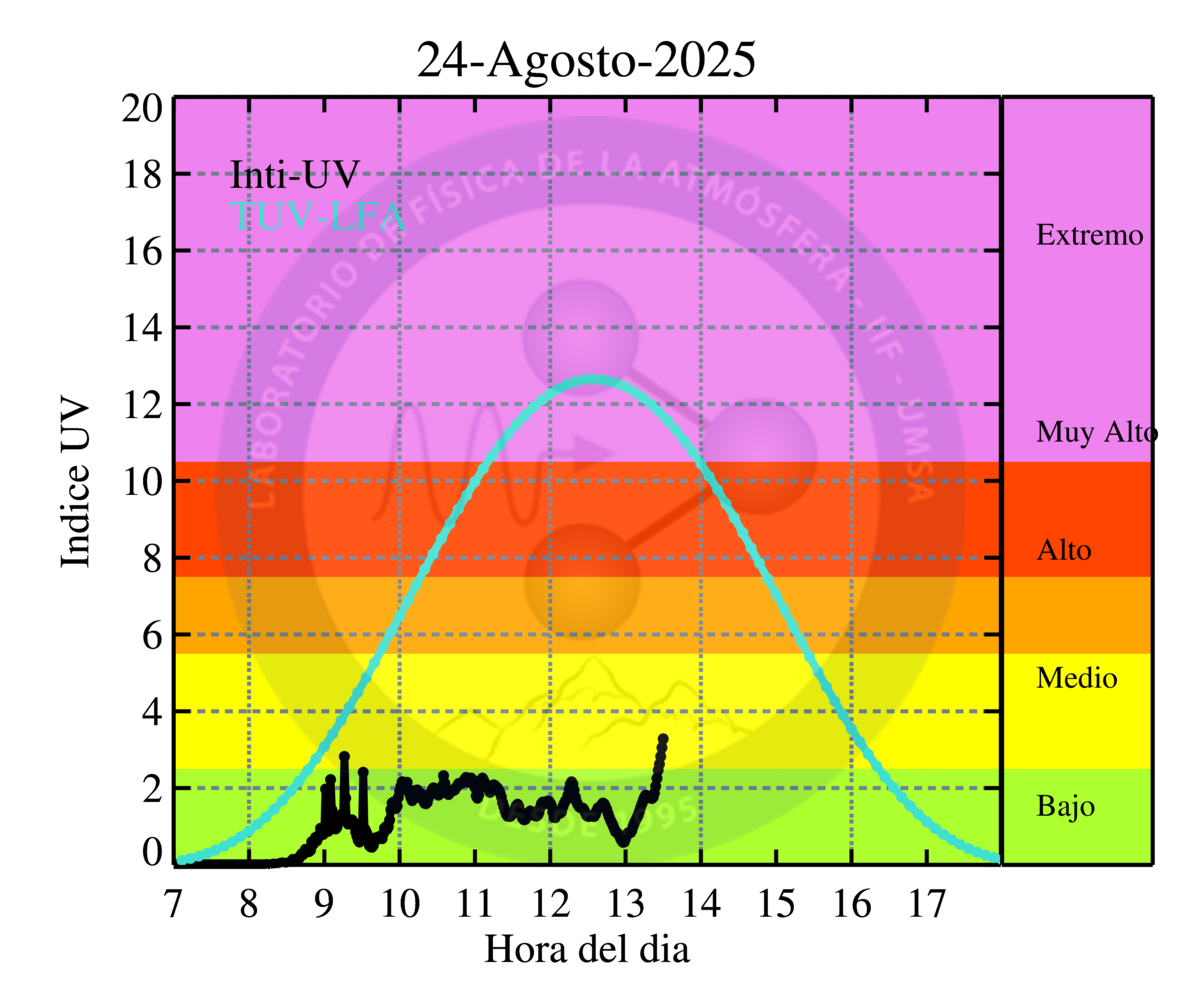 24-Agosto-2025
20
18
16
14
12
10
8
6
4
2
0
Indice UV
Inti-UV
TUV-LFA
LABORATORIO DE FÍSICA DE LA ATMÓSFERA - IIF - UMSA
DESDE 1995
Extremo
Muy Alto
Alto
Medio
Bajo
7 8 9 10 11 12 13 14 15 16 17
Hora del dia